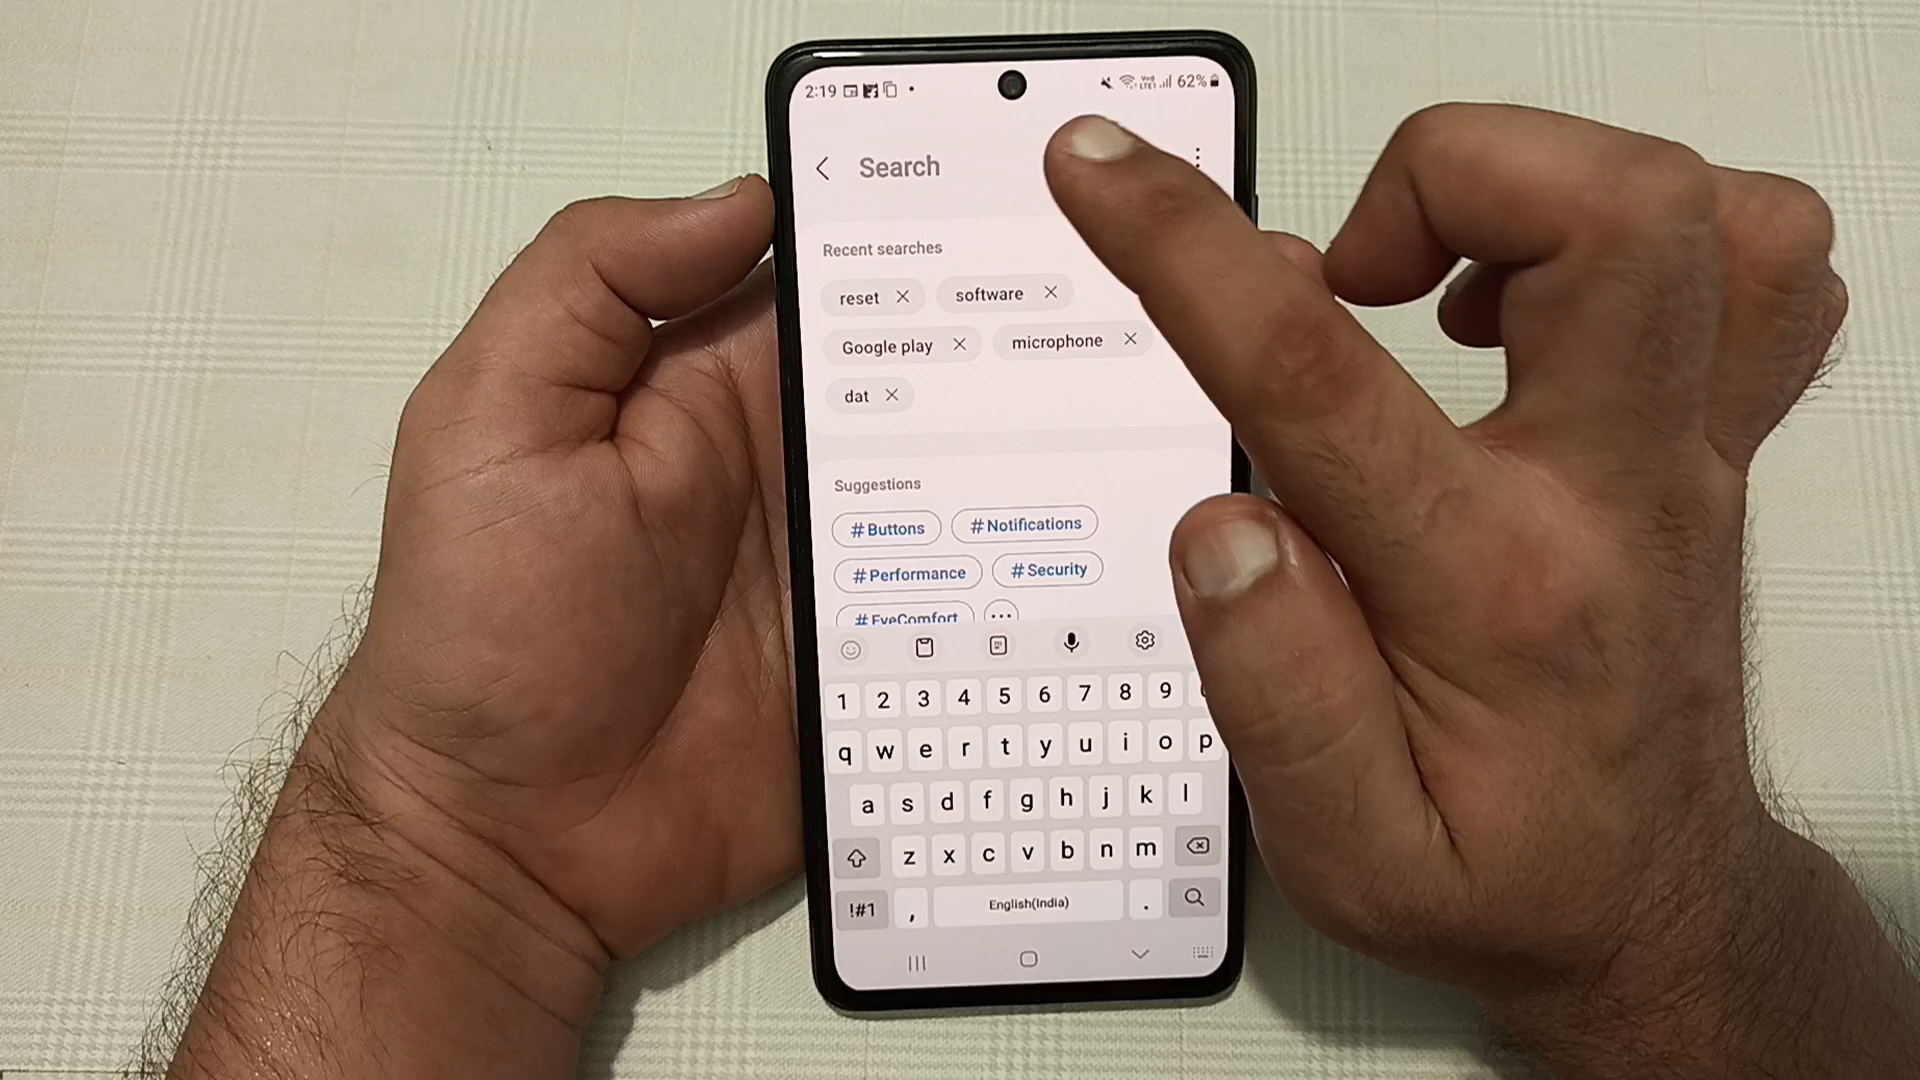 2:19 62%
Search
Recent searches
reset software
Google play microphone
dat
Suggestions
#Buttons #Notifications
#Performance #Security
#EyeComfort
1 2 3 4 5 6 7 8 9
q w e r t y u i o p
a s d f g h j k l
z x c v b n m
!#1 , English(India) .